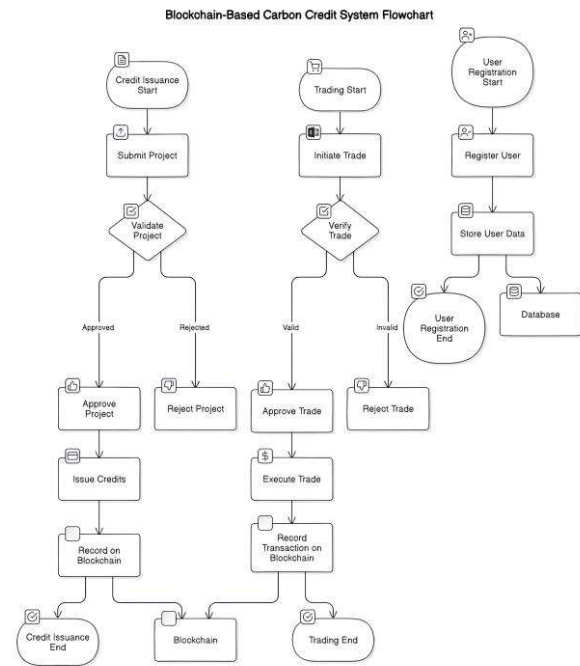 Blockchain-Based Carbon Credit System Flowchart
Credit Issuance
Start
Trading Start
User
Registration
Start
Submit Project
Initiate Trade
Register User
Validate
Project
Verify
Trade
Store User Data
User
Registration
End
Database
Approved
Rejected
Valid
Invalid
Approve
Project
Reject Project
Approve Trade
Reject Trade
Issue Credits
Execute Trade
Record on
Blockchain
Record
Transaction on
Blockchain
Credit Issuance
End
Blockchain
Trading End